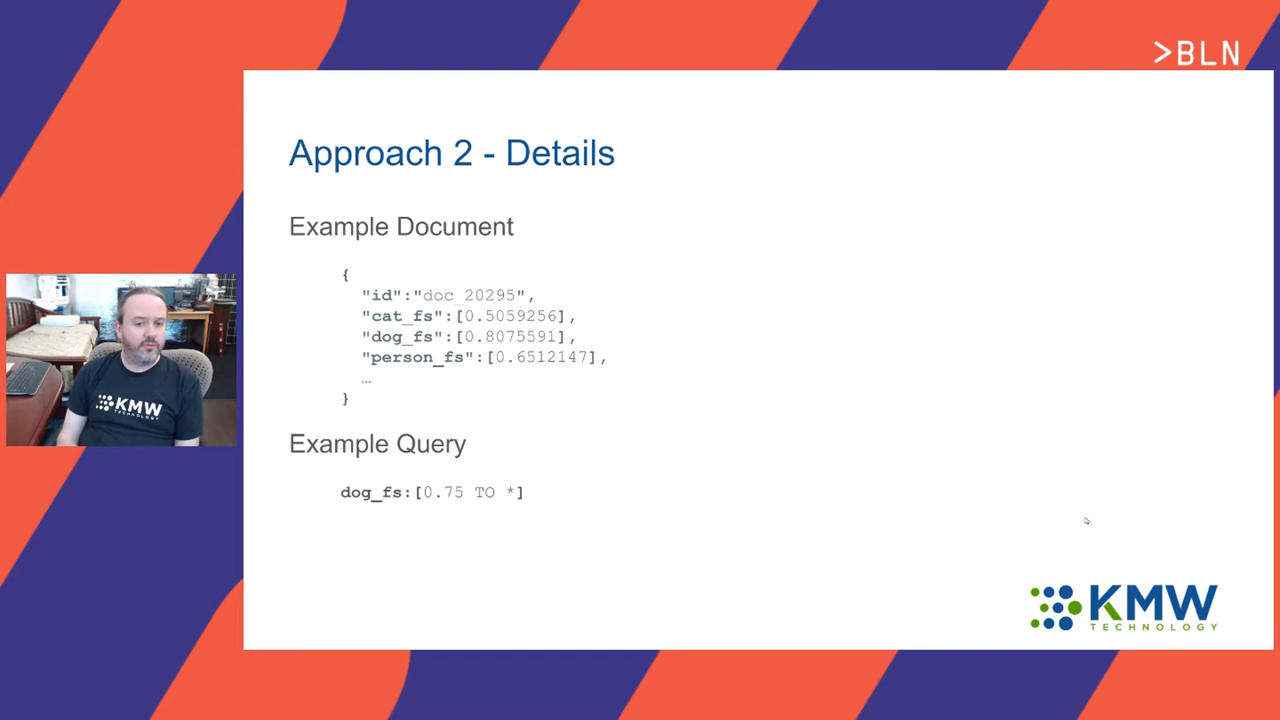 >BLN
Approach 2 - Details
Example Document
{
"id":"doc_20295",
"cat_fs":[0.5059256],
"dog_fs":[0.8075591],
"person_fs":[0.6512147],
…
}
Example Query
dog_fs:[0.75 TO *]
KMW
TECHNOLOGY
KMW
TECHNOLOGY